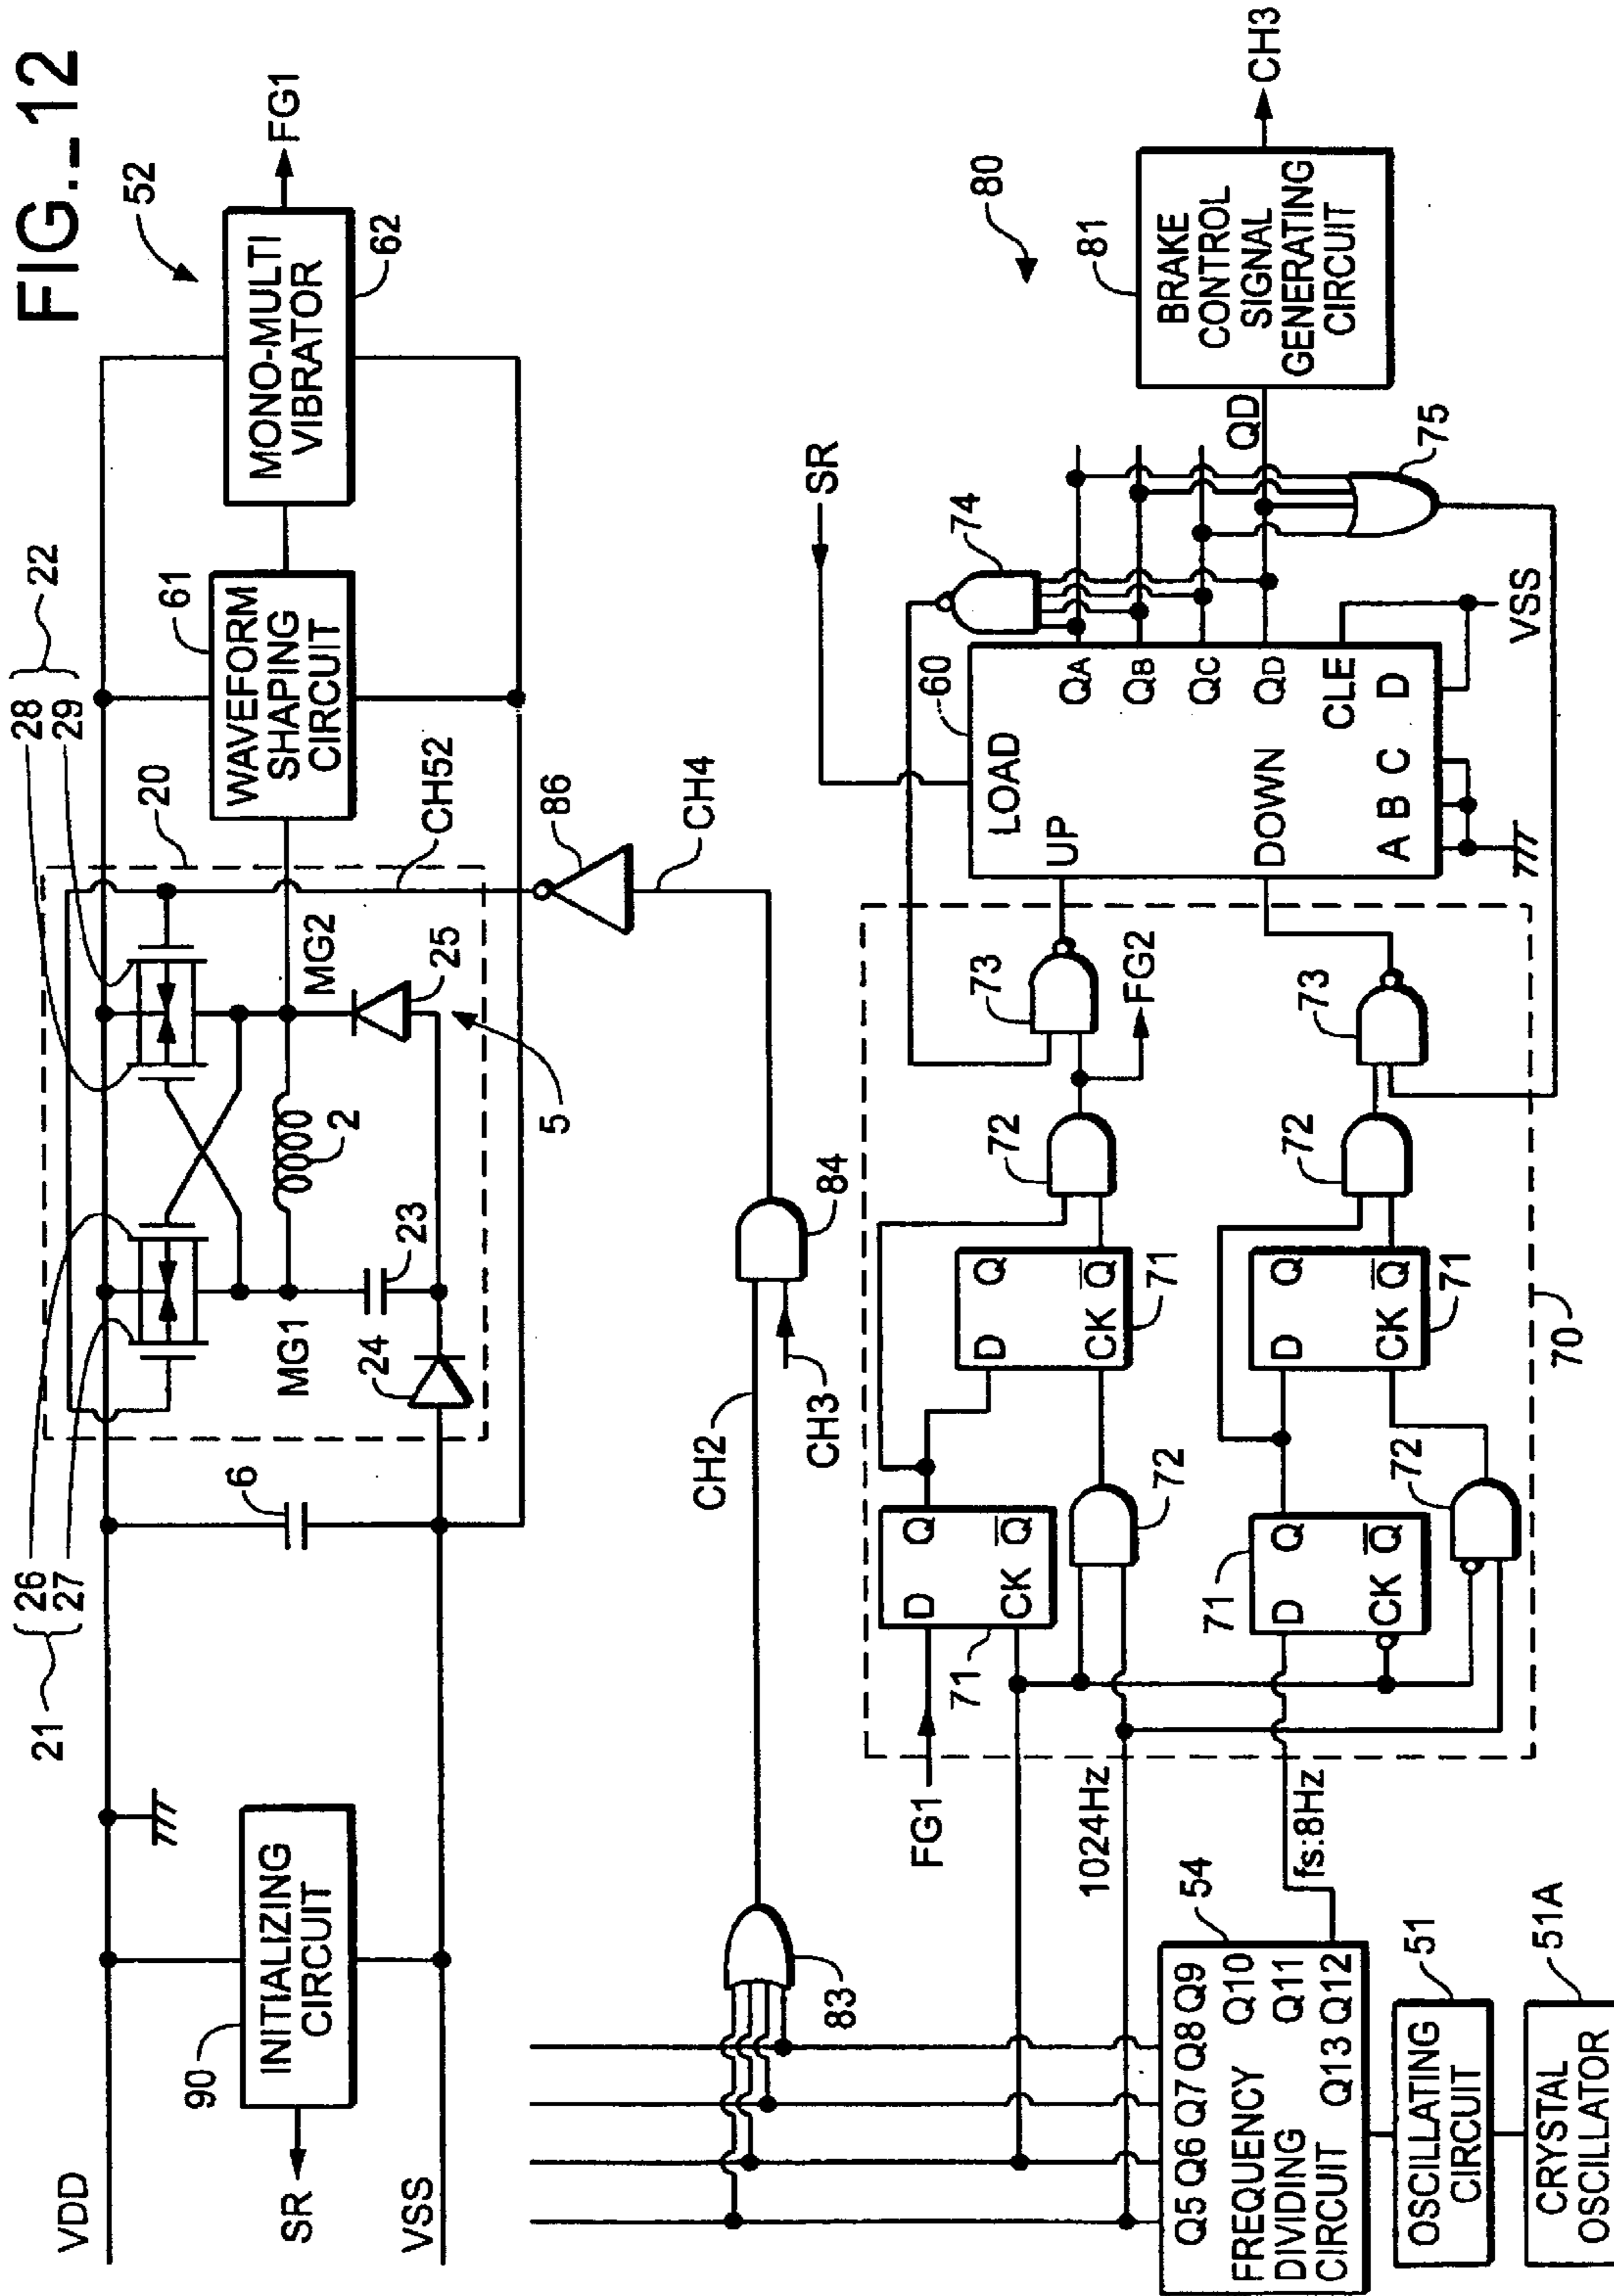 FIG._12
VDD
90
INITIALIZING
CIRCUIT
SR
VSS
21
26
27
6
24
MG1
23
2
5
25
MG2
20
28
29
22
CH52
61
WAVEFORM
SHAPING
CIRCUIT
52
MONO-MULTI
VIBRATOR
62
FG1
83
CH2
CH3
84
CH4
86
80
FG1
1024Hz
fs:8Hz
71
D
Q
CK
Q
72
D
Q
CK
Q
71
72
FG2
73
71
D
Q
CK
Q
72
D
Q
CK
Q
71
72
73
70
SR
60
LOAD
UP
DOWN
A B C D
QA
QB
QC
QD
CLE
74
VSS
75
QD
81
BRAKE
CONTROL
SIGNAL
GENERATING
CIRCUIT
CH3
54
Q5 Q6 Q7 Q8 Q9
FREQUENCY
DIVIDING
CIRCUIT
Q10
Q11
Q13 Q12
51
OSCILLATING
CIRCUIT
51A
CRYSTAL
OSCILLATOR